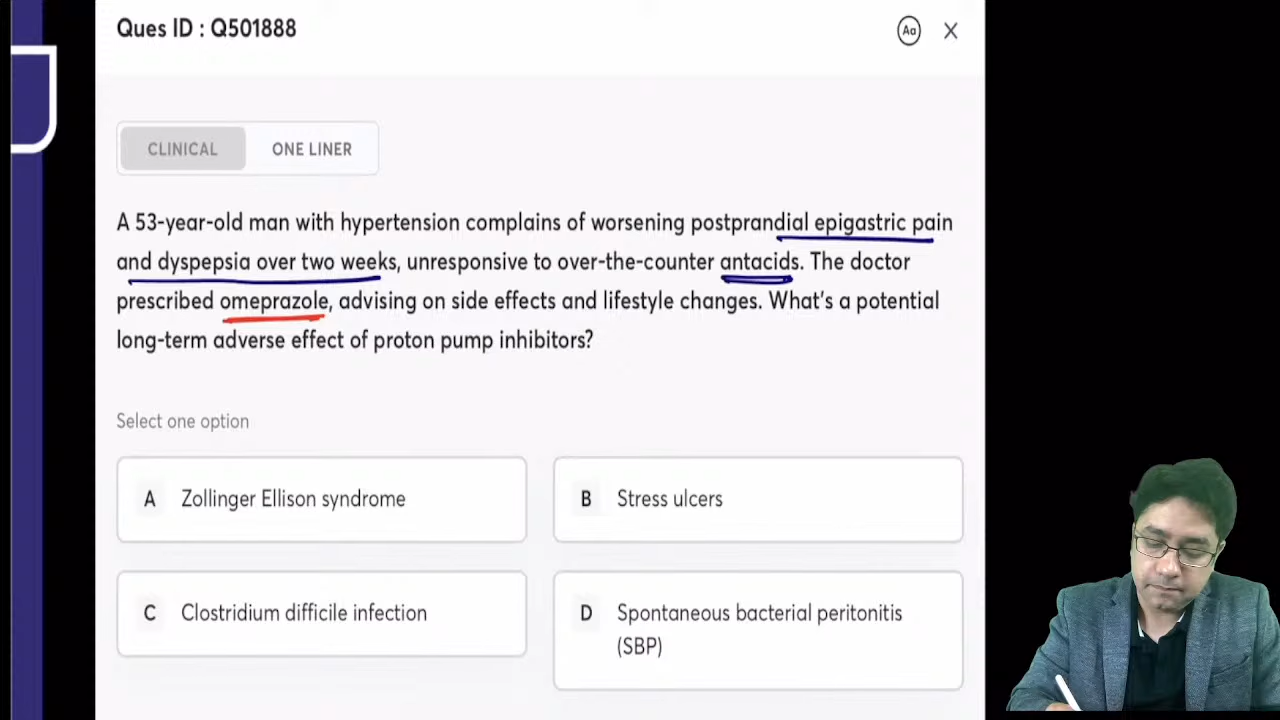 Ques ID : Q501888
Aa
CLINICAL
ONE LINER
A 53-year-old man with hypertension complains of worsening postprandial epigastric pain
and dyspepsia over two weeks, unresponsive to over-the-counter antacids. The doctor
prescribed omeprazole, advising on side effects and lifestyle changes. What's a potential
long-term adverse effect of proton pump inhibitors?
Select one option
A Zollinger Ellison syndrome
B Stress ulcers
C Clostridium difficile infection
D Spontaneous bacterial peritonitis
(SBP)